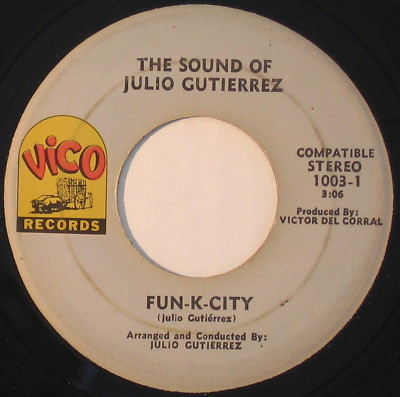 THE SOUND OF
JULIO GUTIERREZ
ViCO
RECORDS
COMPATIBLE
STEREO
1003-1
3:06
Produced By:
VICTOR DEL CORRAL
FUN-K-CITY
(Julio Gutiérrez)
Arranged and Conducted By:
JULIO GUTIERREZ